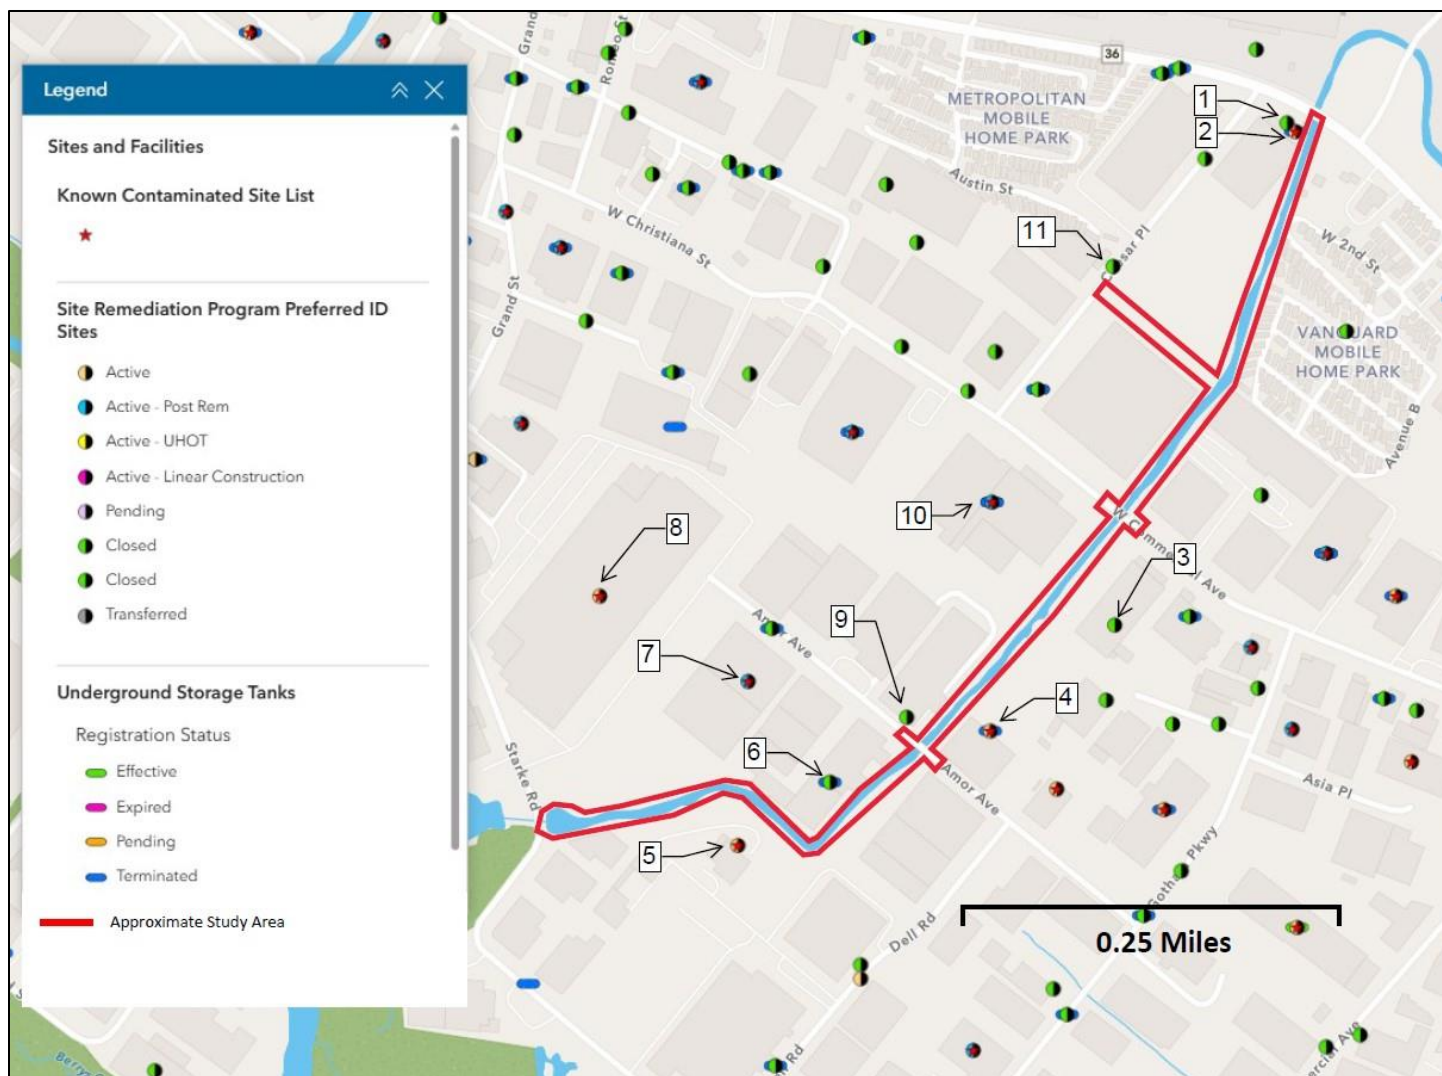 Legend
Sites and Facilities
Known Contaminated Site List
Site Remediation Program Preferred ID
Sites
Active
Active - Post Rem
Active - UHOT
Active - Linear Construction
Pending
Closed
Closed
Transferred
Underground Storage Tanks
Registration Status
Effective
Expired
Pending
Terminated
Approximate Study Area
Romeo St
36
METROPOLITAN
MOBILE
HOME PARK
1
2
Austin St
W Christiana St
11
W 2nd St
Grand St
VANGUARD
MOBILE
HOME PARK
Avenue B
10
8
3
9
7
4
6
Amor Ave
Asia Pl
Starke Rd
5
Dell Rd
0.25 Miles